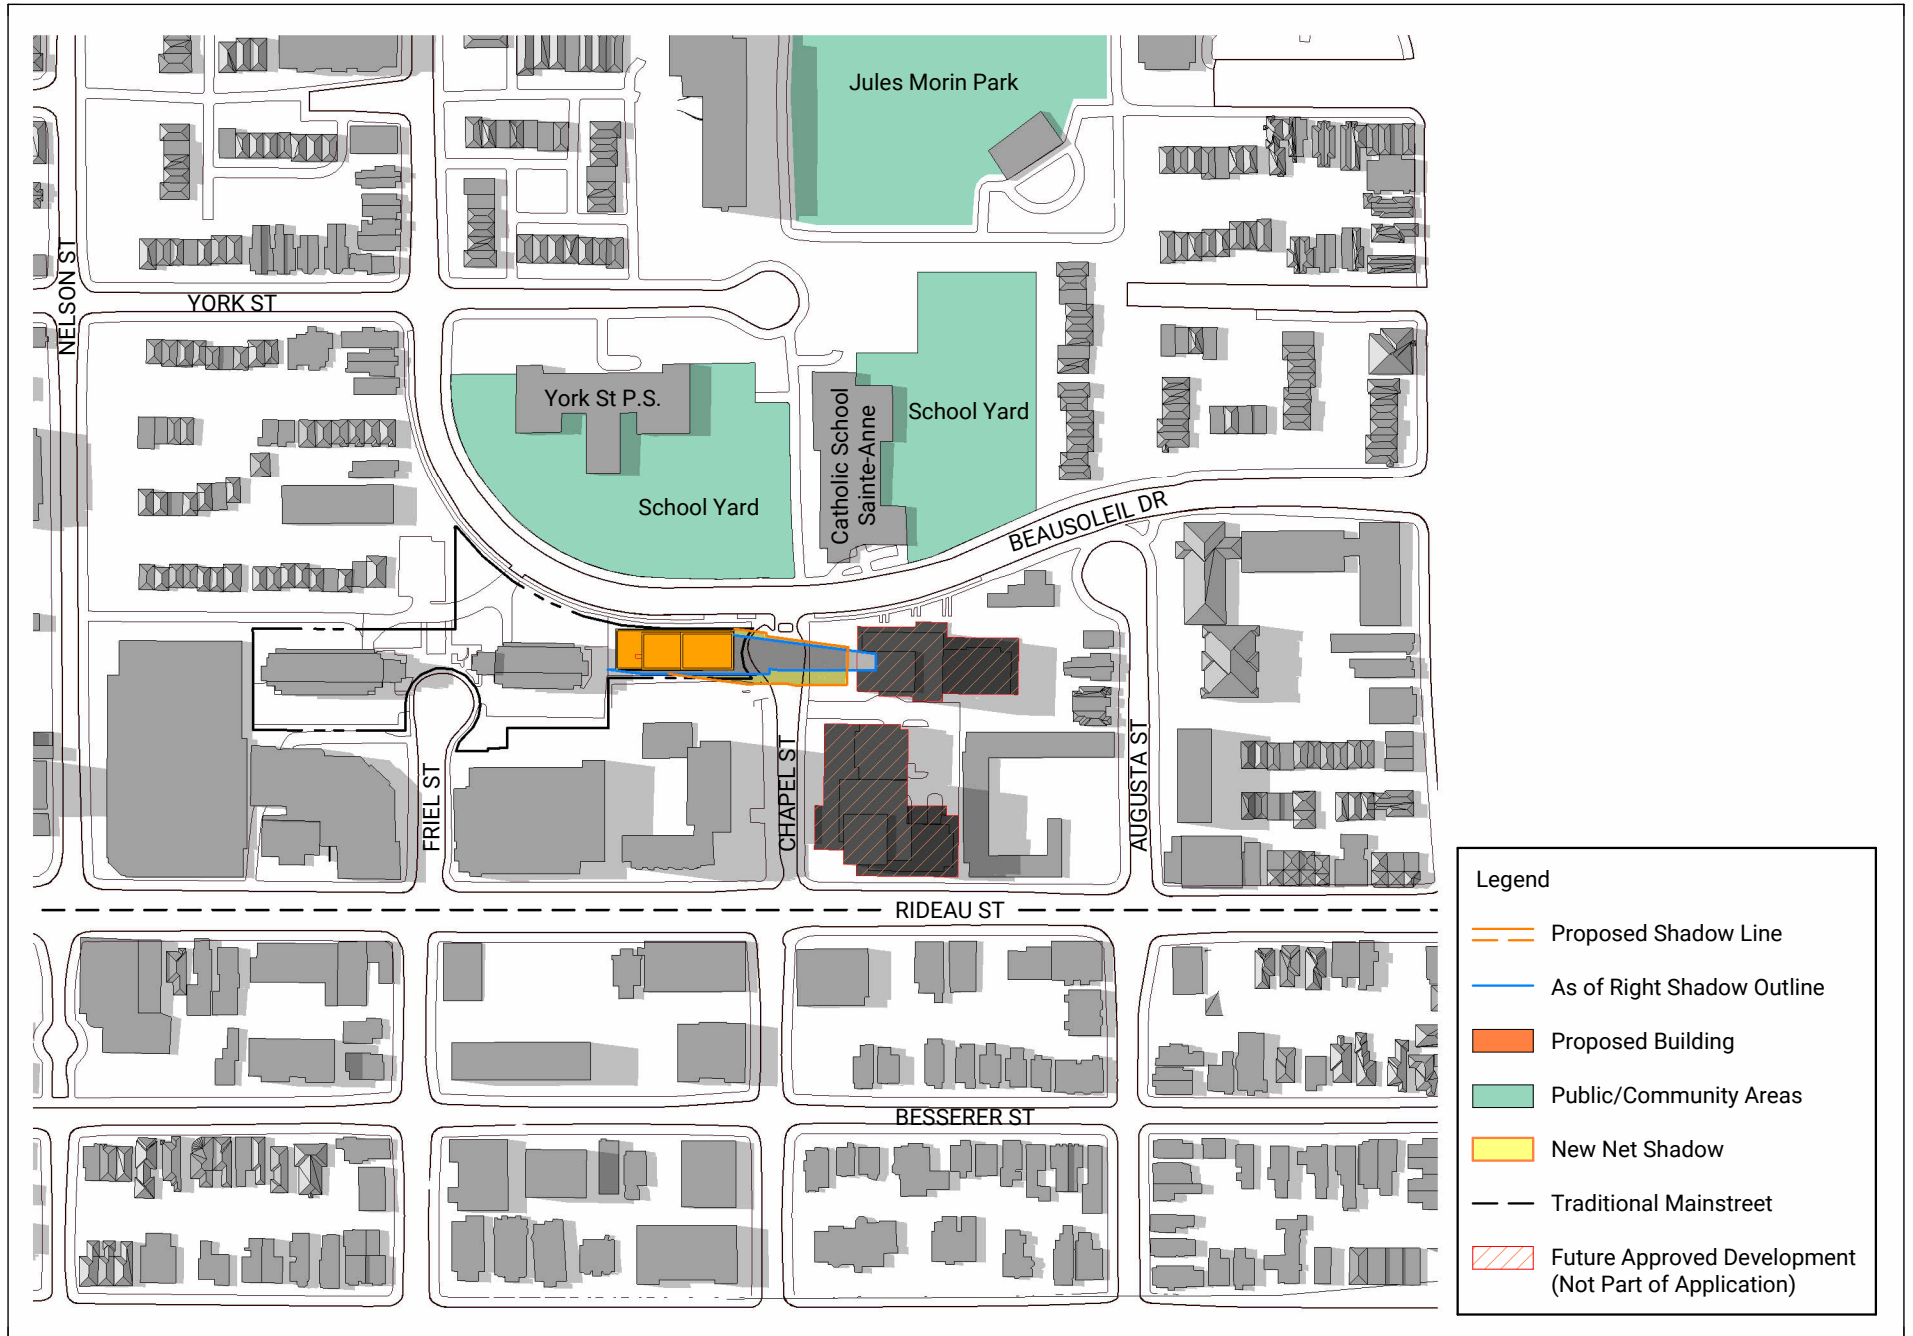 Jules Morin Park
NELSON ST
YORK ST
York St P.S.
School Yard
Catholic School
Sainte-Anne
School Yard
BEAUSOLEIL DR
FRIEL ST
CHAPEL ST
AUGUSTA ST
RIDEAU ST
BESSERER ST
Legend
Proposed Shadow Line
As of Right Shadow Outline
Proposed Building
Public/Community Areas
New Net Shadow
Traditional Mainstreet
Future Approved Development
(Not Part of Application)